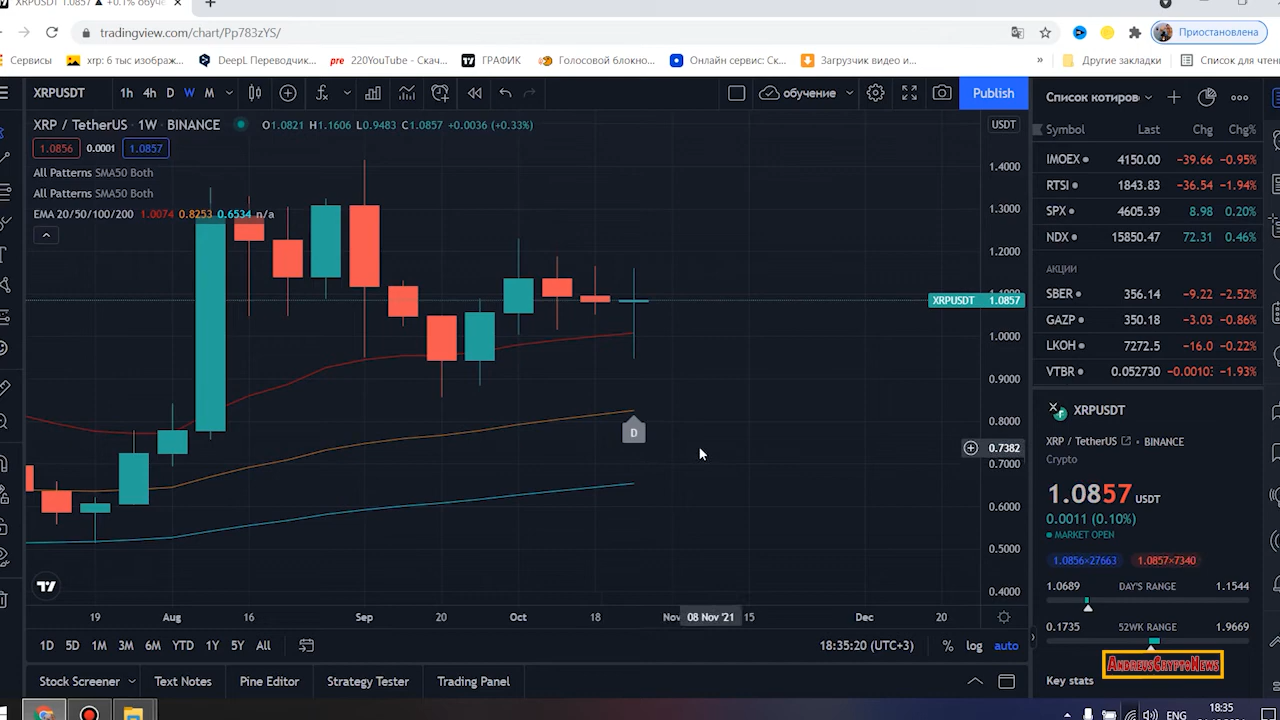 XRPUSDT 1.0857 ▲ +0.1% обуче × +
tradingview.com/chart/Pp783zYS/ Приостановлена
Сервисы xrp: 6 тыс изображ... DeepL Переводчик... pre 220YouTube - Скач... ГРАФИК Голосовой блокно... Онлайн сервис: Ск... Загрузчик видео и... » Другие закладки Список для чтен
XRPUSDT 1h 4h D W M обучение Publish
Список котировк
XRP / TetherUS · 1W · BINANCE O1.0821 H1.1606 L0.9483 C1.0857 +0.0036 (+0.33%)
USDT
1.0856 0.0001 1.0857
All Patterns SMA50 Both
All Patterns SMA50 Both
EMA 20/50/100/200 1.0074 0.8253 0.6534 n/a
1.4000
1.3000
1.2000
XRPUSDT 1.0857
1.0000
0.9000
0.8000
D
0.7382
0.7000
0.6000
0.5000
0.4000
19 Aug 16 Sep 20 Oct 18 Nov 08 Nov '21 15 Dec 20
1D 5D 1M 3M 6M YTD 1Y 5Y All 18:35:20 (UTC+3) % log auto
Stock Screener Text Notes Pine Editor Strategy Tester Trading Panel
Symbol Last Chg Chg%
IMOEX 4150.00 −39.66 −0.95%
RTSI 1843.83 −36.54 −1.94%
SPX 4605.39 8.98 0.20%
NDX 15850.47 72.31 0.46%
АКЦИИ
SBER 356.14 −9.22 −2.52%
GAZP 350.18 −3.03 −0.86%
LKOH 7272.5 −16.0 −0.22%
VTBR 0.052730 −0.00103 −1.93%
XRPUSDT
XRP / TetherUS BINANCE
Crypto
1.0857 USDT
0.0011 (0.10%)
MARKET OPEN
1.0856×27663 1.0857×7340
1.0689 DAY'S RANGE 1.1544
0.1735 52WK RANGE 1.9669
AndreusCryptoNews
Key stats
ENG 18:35